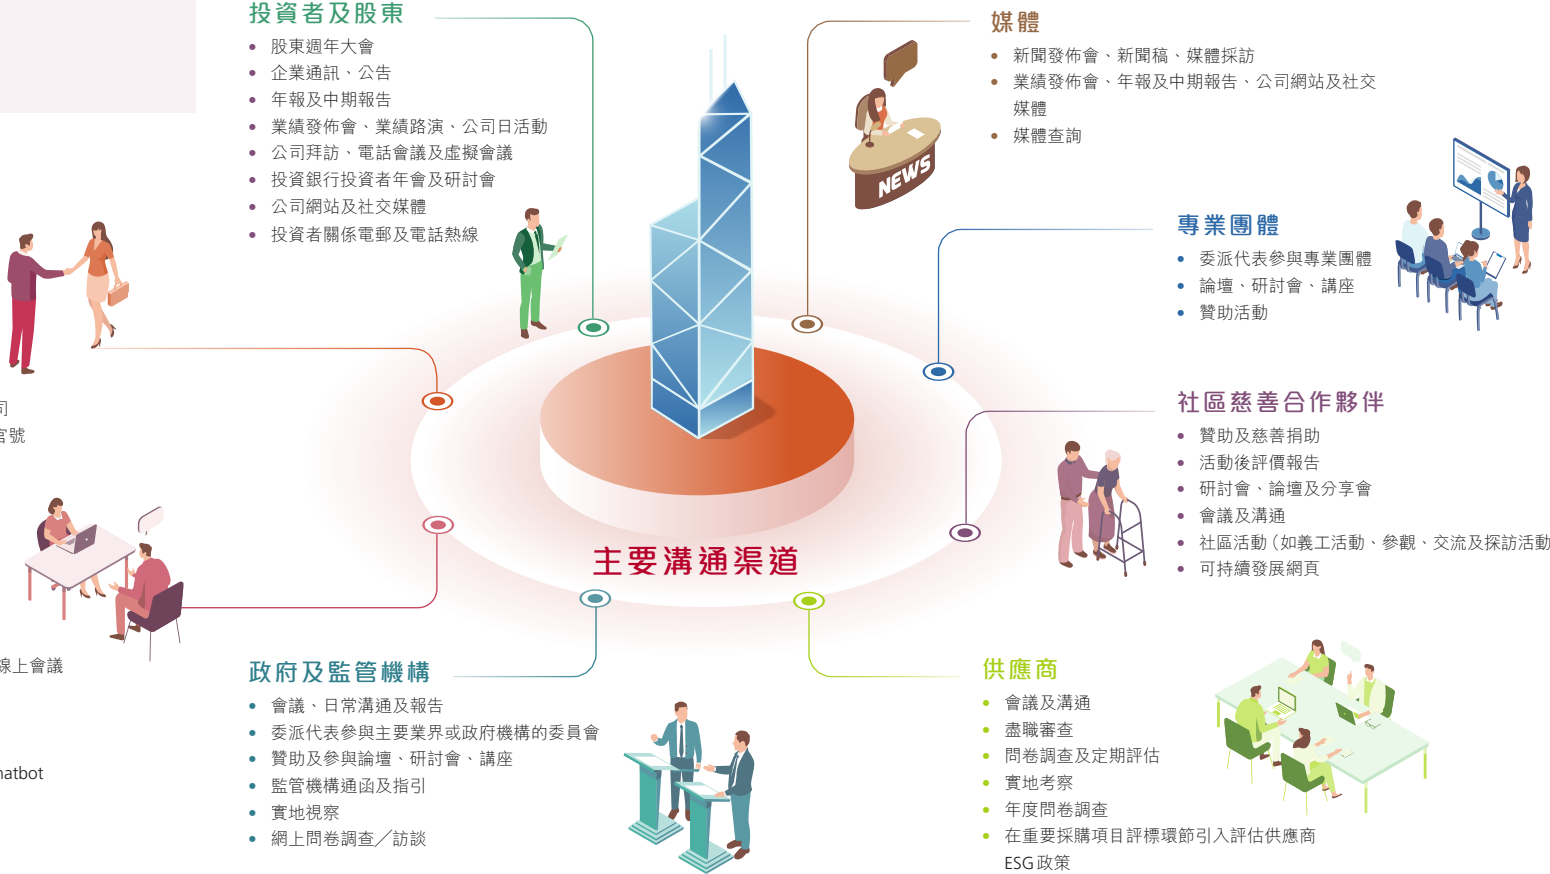 投資者及股東
• 股東週年大會
• 企業通訊、公告
• 年報及中期報告
• 業績發佈會、業績路演、公司日活動
• 公司拜訪、電話會議及虛擬會議
• 投資銀行投資者年會及研討會
• 公司網站及社交媒體
• 投資者關係電郵及電話熱線
媒體
• 新聞發佈會、新聞稿、媒體採訪
• 業績發佈會、年報及中期報告、公司網站及社交
媒體
• 媒體查詢
NEWS
專業團體
• 委派代表參與專業團體
• 論壇、研討會、講座
• 贊助活動
社區慈善合作夥伴
• 贊助及慈善捐助
• 活動後評價報告
• 研討會、論壇及分享會
• 會議及溝通
• 社區活動（如義工活動、參觀、交流及探訪活動
• 可持續發展網頁
司
官號
線上會議
hatbot
主要溝通渠道
政府及監管機構
• 會議、日常溝通及報告
• 委派代表參與主要業界或政府機構的委員會
• 贊助及參與論壇、研討會、講座
• 監管機構通函及指引
• 實地視察
• 網上問卷調查／訪談
供應商
• 會議及溝通
• 盡職審查
• 問卷調查及定期評估
• 實地考察
• 年度問卷調查
• 在重要採購項目評標環節引入評估供應商
ESG 政策